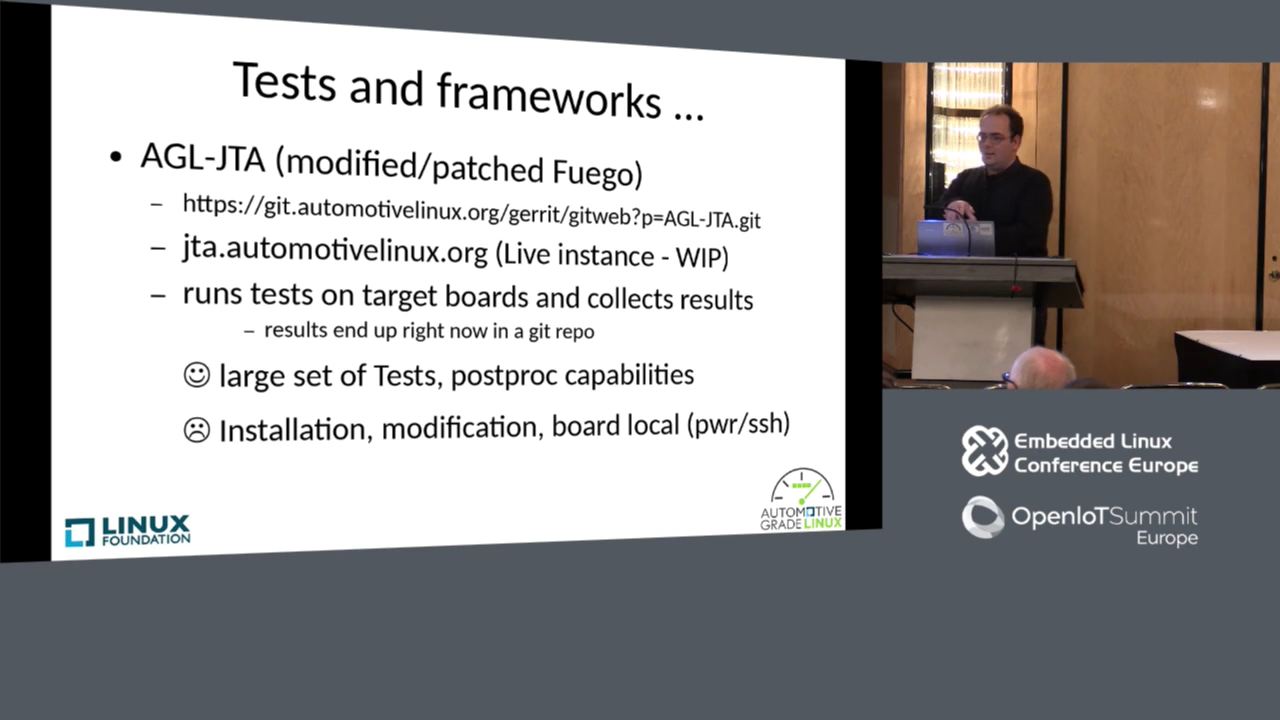 Tests and frameworks ...
• AGL-JTA (modified/patched Fuego)
– https://git.automotivelinux.org/gerrit/gitweb?p=AGL-JTA.git
– jta.automotivelinux.org (Live instance - WIP)
– runs tests on target boards and collects results
– results end up right now in a git repo
☺ large set of Tests, postproc capabilities
☹ Installation, modification, board local (pwr/ssh)
LINUX
FOUNDATION
AUTOMOTIVE
GRADE LINUX
Embedded Linux
Conference Europe
OpenIoTSummit
Europe